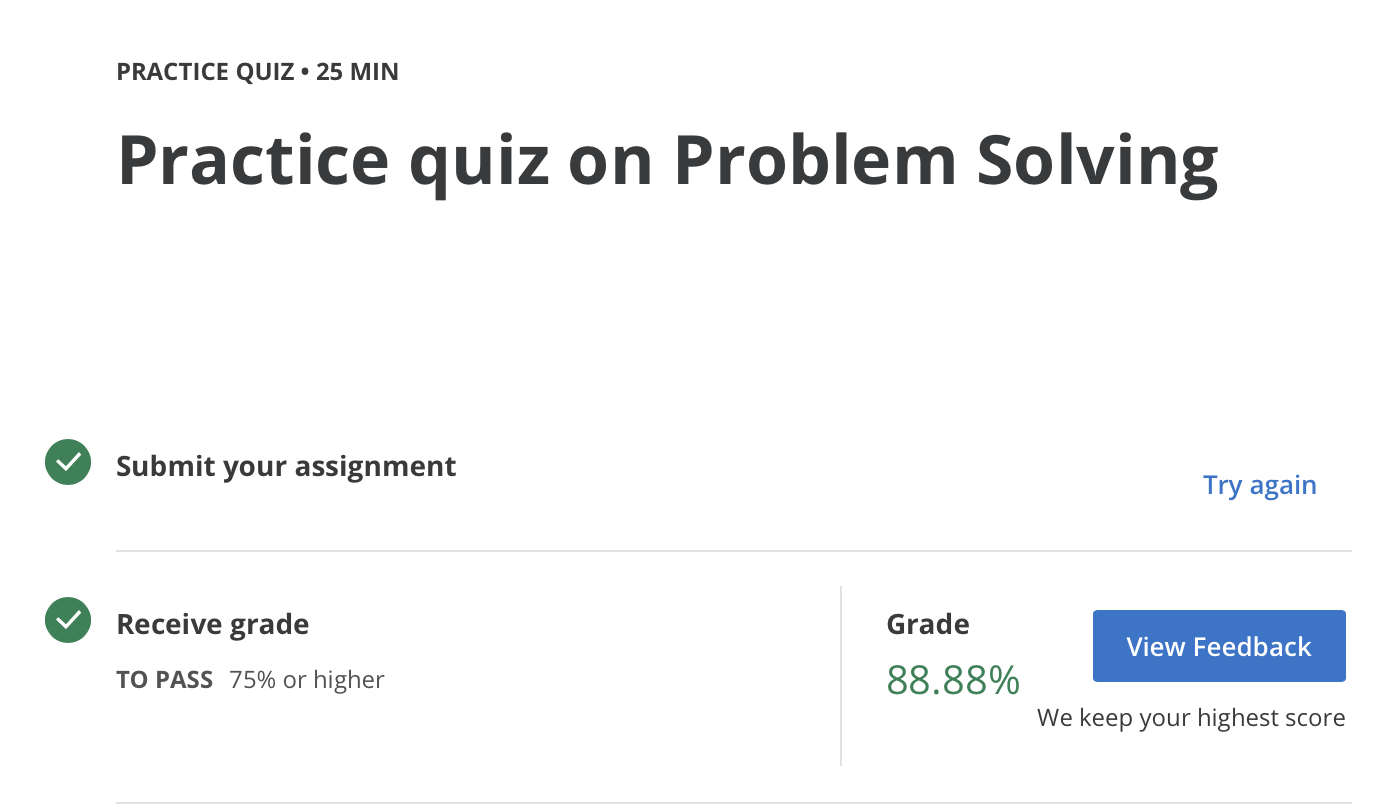 PRACTICE QUIZ • 25 MIN
Practice quiz on Problem Solving
Submit your assignment
Try again
Receive grade
TO PASS 75% or higher
Grade
88.88%
View Feedback
We keep your highest score